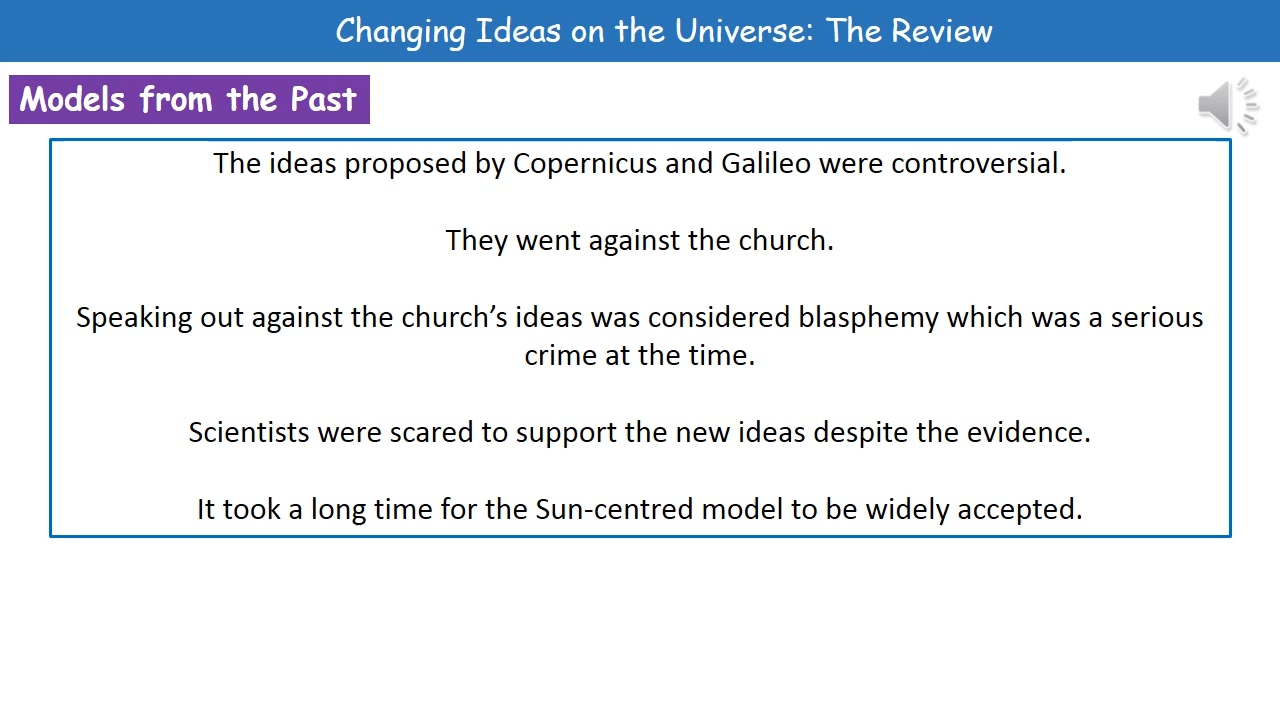 Changing Ideas on the Universe: The Review
Models from the Past
The ideas proposed by Copernicus and Galileo were controversial.
They went against the church.
Speaking out against the church’s ideas was considered blasphemy which was a serious
crime at the time.
Scientists were scared to support the new ideas despite the evidence.
It took a long time for the Sun-centred model to be widely accepted.